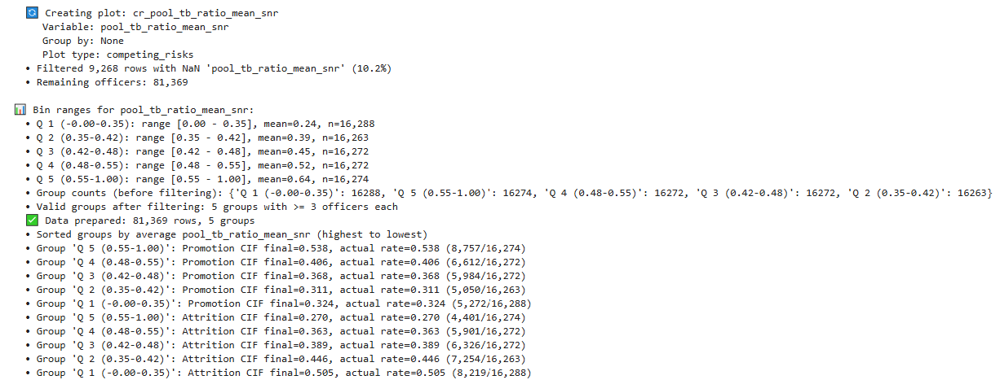 🔄 Creating plot: cr_pool_tb_ratio_mean_snr
Variable: pool_tb_ratio_mean_snr
Group by: None
Plot type: competing_risks
• Filtered 9,268 rows with NaN 'pool_tb_ratio_mean_snr' (10.2%)
• Remaining officers: 81,369
📊 Bin ranges for pool_tb_ratio_mean_snr:
• Q 1 (-0.00-0.35): range [0.00 - 0.35], mean=0.24, n=16,288
• Q 2 (0.35-0.42): range [0.35 - 0.42], mean=0.39, n=16,263
• Q 3 (0.42-0.48): range [0.42 - 0.48], mean=0.45, n=16,272
• Q 4 (0.48-0.55): range [0.48 - 0.55], mean=0.52, n=16,272
• Q 5 (0.55-1.00): range [0.55 - 1.00], mean=0.64, n=16,274
• Group counts (before filtering): {'Q 1 (-0.00-0.35)': 16288, 'Q 5 (0.55-1.00)': 16274, 'Q 4 (0.48-0.55)': 16272, 'Q 3 (0.42-0.48)': 16272, 'Q 2 (0.35-0.42)': 16263}
• Valid groups after filtering: 5 groups with >= 3 officers each
✅ Data prepared: 81,369 rows, 5 groups
• Sorted groups by average pool_tb_ratio_mean_snr (highest to lowest)
• Group 'Q 5 (0.55-1.00)': Promotion CIF final=0.538, actual rate=0.538 (8,757/16,274)
• Group 'Q 4 (0.48-0.55)': Promotion CIF final=0.406, actual rate=0.406 (6,612/16,272)
• Group 'Q 3 (0.42-0.48)': Promotion CIF final=0.368, actual rate=0.368 (5,984/16,272)
• Group 'Q 2 (0.35-0.42)': Promotion CIF final=0.311, actual rate=0.311 (5,050/16,263)
• Group 'Q 1 (-0.00-0.35)': Promotion CIF final=0.324, actual rate=0.324 (5,272/16,288)
• Group 'Q 5 (0.55-1.00)': Attrition CIF final=0.270, actual rate=0.270 (4,401/16,274)
• Group 'Q 4 (0.48-0.55)': Attrition CIF final=0.363, actual rate=0.363 (5,901/16,272)
• Group 'Q 3 (0.42-0.48)': Attrition CIF final=0.389, actual rate=0.389 (6,326/16,272)
• Group 'Q 2 (0.35-0.42)': Attrition CIF final=0.446, actual rate=0.446 (7,254/16,263)
• Group 'Q 1 (-0.00-0.35)': Attrition CIF final=0.505, actual rate=0.505 (8,219/16,288)